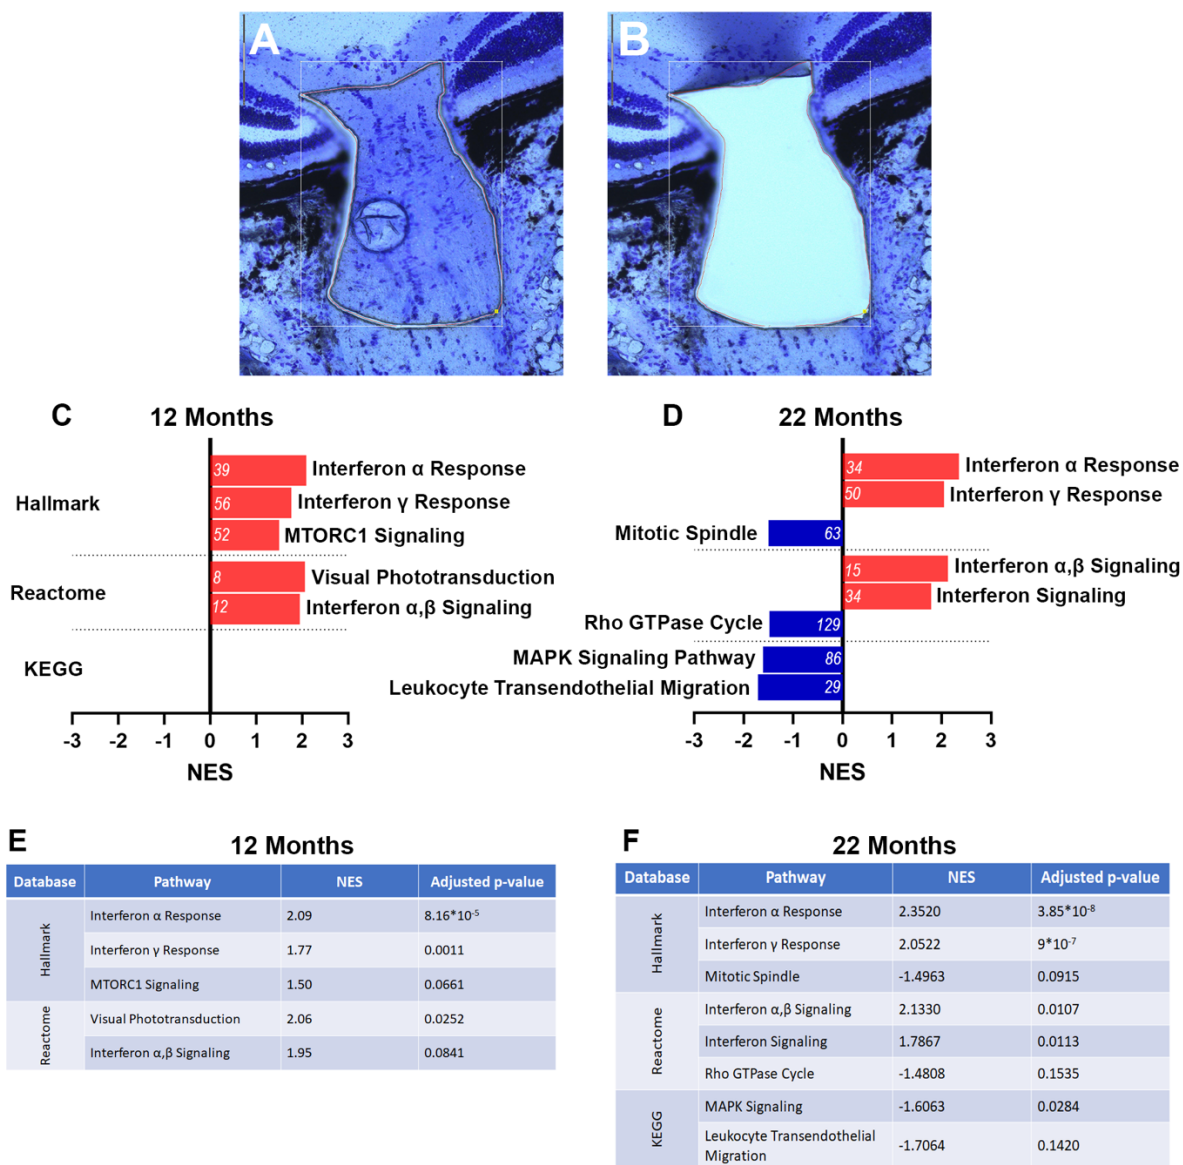 A
B
C
12 Months
Hallmark
39
Interferon α Response
56
Interferon γ Response
52
MTORC1 Signaling
Reactome
8
Visual Phototransduction
12
Interferon α,β Signaling
KEGG
-3 -2 -1 0 1 2 3
NES
D
22 Months
34
Interferon α Response
50
Interferon γ Response
Mitotic Spindle
63
15
Interferon α,β Signaling
34
Interferon Signaling
Rho GTPase Cycle
129
MAPK Signaling Pathway
86
Leukocyte Transendothelial Migration
29
-3 -2 -1 0 1 2 3
NES
E
12 Months
Database Pathway NES Adjusted p-value
Hallmark
Interferon α Response 2.09 8.16*10⁻⁵
Interferon γ Response 1.77 0.0011
MTORC1 Signaling 1.50 0.0661
Reactome
Visual Phototransduction 2.06 0.0252
Interferon α,β Signaling 1.95 0.0841
F
22 Months
Database Pathway NES Adjusted p-value
Hallmark
Interferon α Response 2.3520 3.85*10⁻⁸
Interferon γ Response 2.0522 9*10⁻⁷
Mitotic Spindle -1.4963 0.0915
Reactome
Interferon α,β Signaling 2.1330 0.0107
Interferon Signaling 1.7867 0.0113
Rho GTPase Cycle -1.4808 0.1535
KEGG
MAPK Signaling -1.6063 0.0284
Leukocyte Transendothelial
Migration -1.7064 0.1420